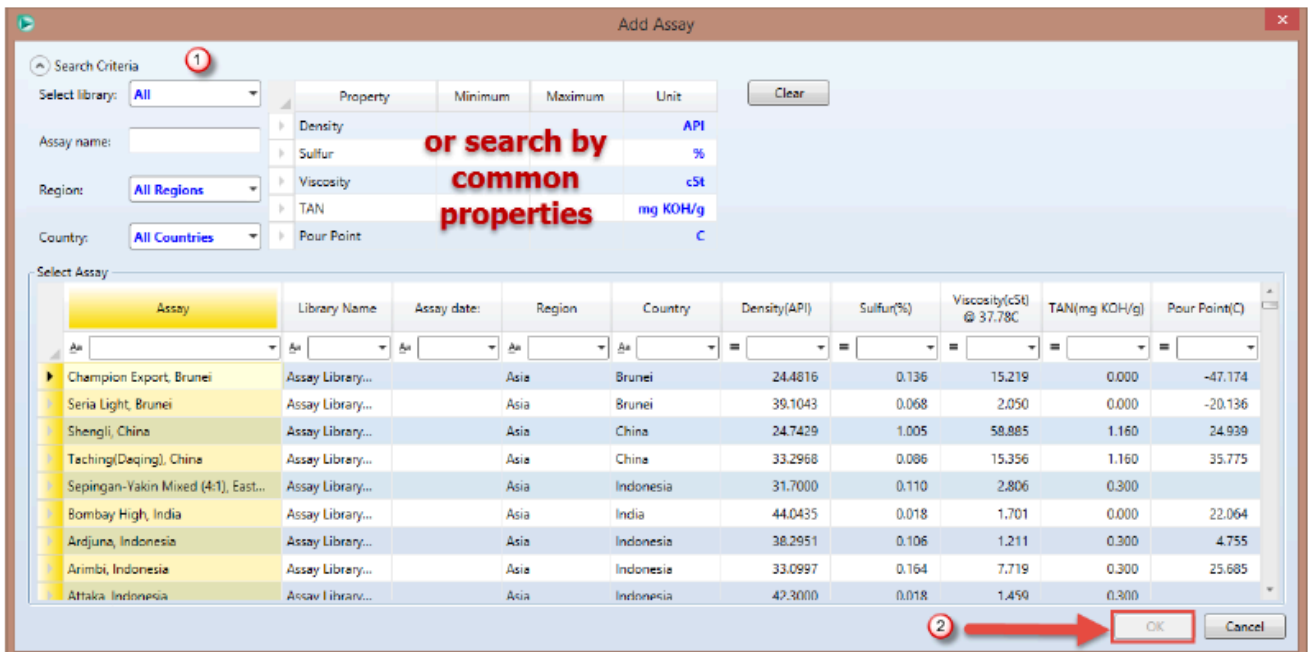 Add Assay
Search Criteria
1
Select library: All
Property Minimum Maximum Unit
Clear
Density API
Assay name:
Sulfur %
or search by
common
properties
Region: All Regions
Viscosity cSt
TAN mg KOH/g
Country: All Countries
Pour Point C
Select Assay
Assay Library Name Assay date: Region Country Density(API) Sulfur(%) Viscosity(cSt) @ 37.78C TAN(mg KOH/g) Pour Point(C)
Champion Export, Brunei Assay Library... Asia Brunei 24.4816 0.136 15.219 0.000 -47.174
Seria Light, Brunei Assay Library... Asia Brunei 39.1043 0.068 2.050 0.000 -20.136
Shengli, China Assay Library... Asia China 24.7429 1.005 58.885 1.160 24.939
Taching(Daqing), China Assay Library... Asia China 33.2968 0.086 15.356 1.160 35.775
Sepingan-Yakin Mixed (4:1), East... Assay Library... Asia Indonesia 31.7000 0.110 2.806 0.300
Bombay High, India Assay Library... Asia India 44.0435 0.018 1.701 0.000 22.064
Ardjuna, Indonesia Assay Library... Asia Indonesia 38.2951 0.106 1.211 0.300 4.755
Arimbi, Indonesia Assay Library... Asia Indonesia 33.0997 0.164 7.719 0.300 25.685
Attaka, Indonesia Assay Library... Asia Indonesia 42.3000 0.018 1.459 0.300
2
OK Cancel